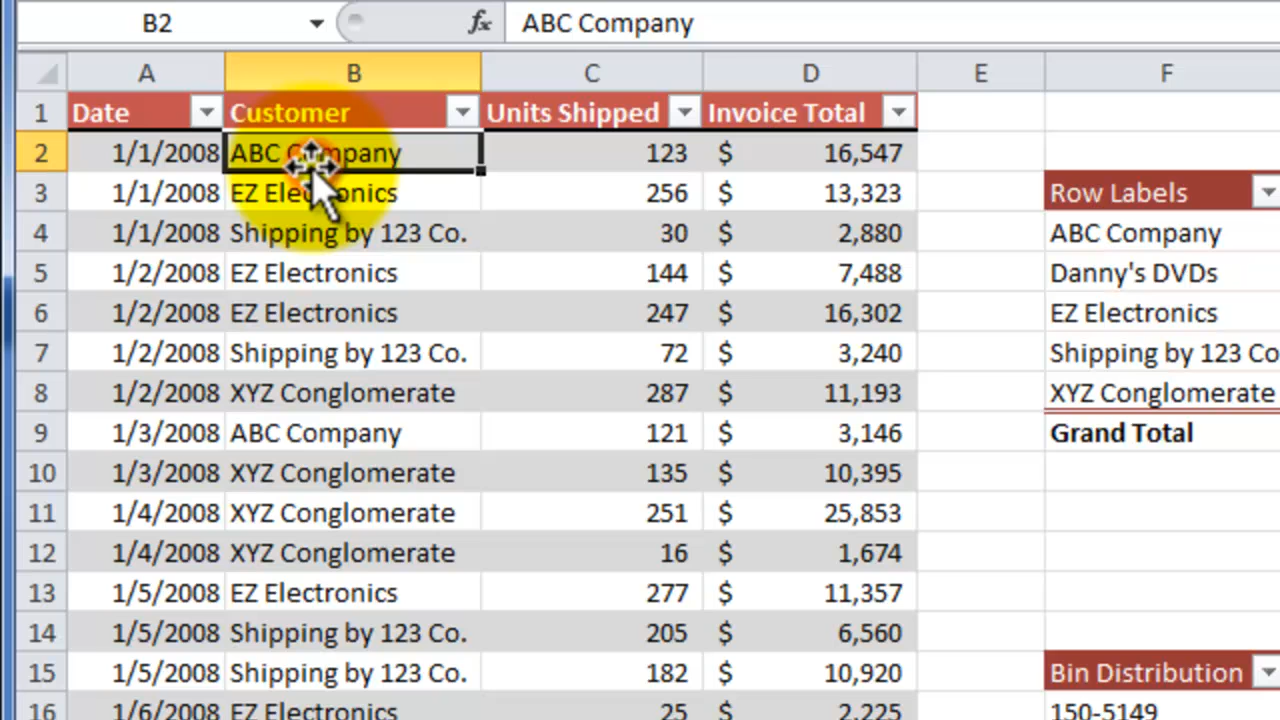 B2 fx ABC Company
A B C D E F
1 Date Customer Units Shipped Invoice Total
2 1/1/2008 ABC Company 123 $ 16,547
3 1/1/2008 EZ Electronics 256 $ 13,323 Row Labels
4 1/1/2008 Shipping by 123 Co. 30 $ 2,880 ABC Company
5 1/2/2008 EZ Electronics 144 $ 7,488 Danny's DVDs
6 1/2/2008 EZ Electronics 247 $ 16,302 EZ Electronics
7 1/2/2008 Shipping by 123 Co. 72 $ 3,240 Shipping by 123 Co
8 1/2/2008 XYZ Conglomerate 287 $ 11,193 XYZ Conglomerate
9 1/3/2008 ABC Company 121 $ 3,146 Grand Total
10 1/3/2008 XYZ Conglomerate 135 $ 10,395
11 1/4/2008 XYZ Conglomerate 251 $ 25,853
12 1/4/2008 XYZ Conglomerate 16 $ 1,674
13 1/5/2008 EZ Electronics 277 $ 11,357
14 1/5/2008 Shipping by 123 Co. 205 $ 6,560
15 1/5/2008 Shipping by 123 Co. 182 $ 10,920 Bin Distribution
16 1/6/2008 EZ Electronics 25 $ 2,225 150-5149